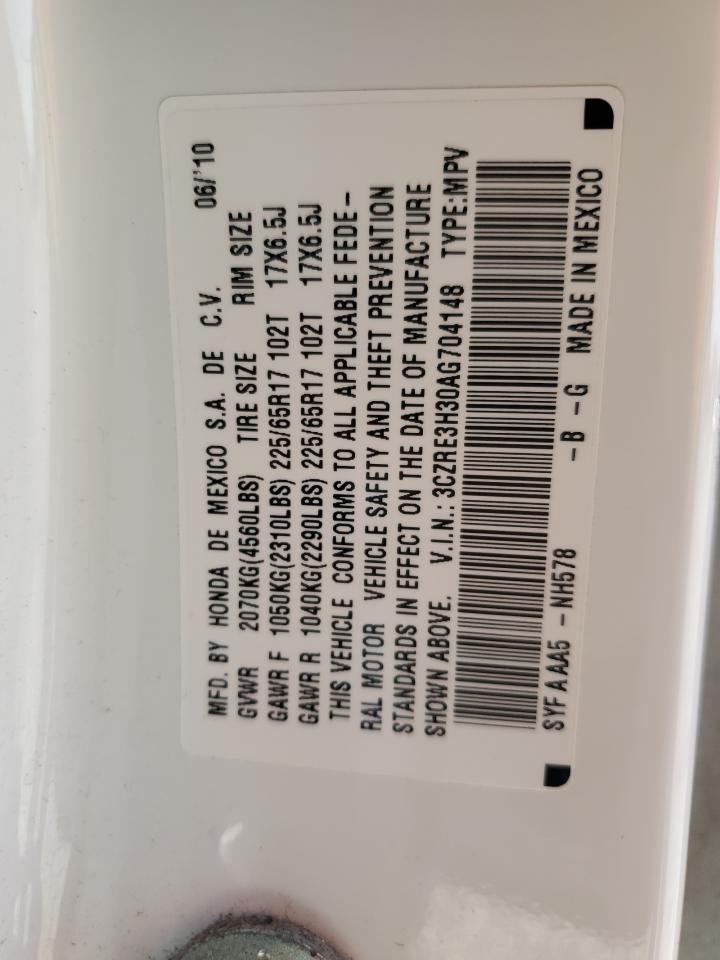 MFD. BY HONDA DE MEXICO S.A. DE C.V. 06/'10
GVWR 2070KG(4560LBS) TIRE SIZE RIM SIZE
GAWR F 1050KG(2310LBS) 225/65R17 102T 17X6.5J
GAWR R 1040KG(2290LBS) 225/65R17 102T 17X6.5J
THIS VEHICLE CONFORMS TO ALL APPLICABLE FEDE-
RAL MOTOR VEHICLE SAFETY AND THEFT PREVENTION
STANDARDS IN EFFECT ON THE DATE OF MANUFACTURE
SHOWN ABOVE. V.I.N.: 3CZRE3H30AG704148 TYPE:MPV
SYFAAA5 -NH578 -B -G MADE IN MEXICO